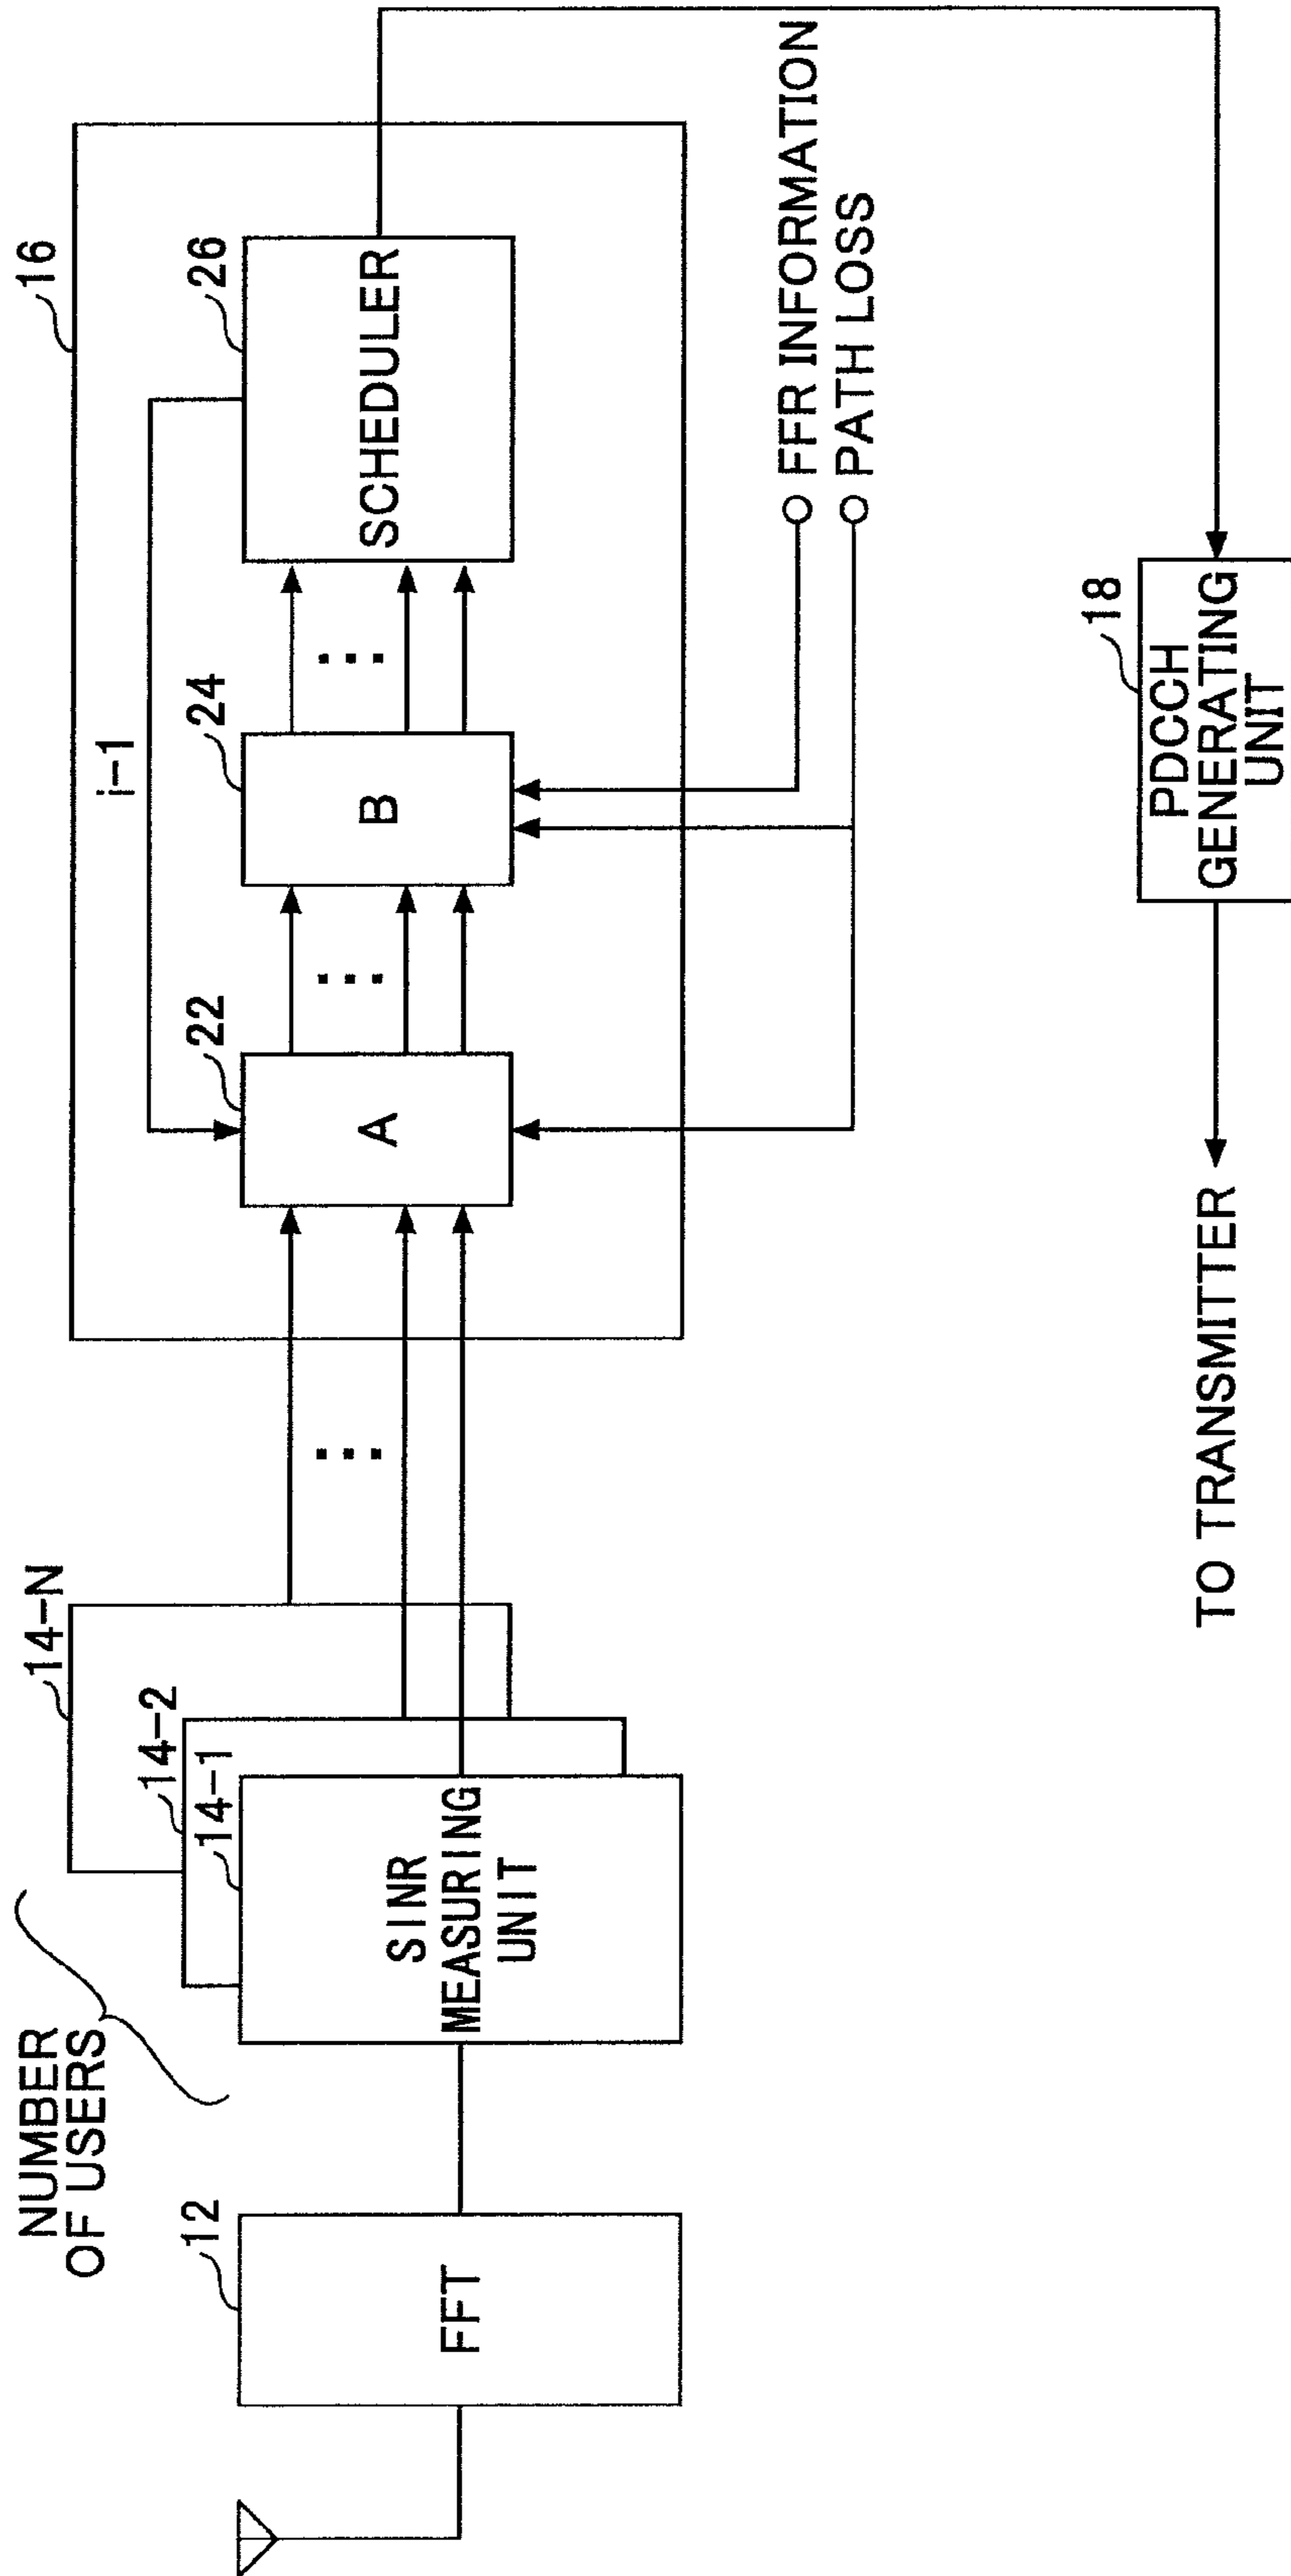 NUMBER
OF USERS
12
FFT
14-N
14-2
14-1
SINR
MEASURING
UNIT
16
i-1
22
A
24
B
26
SCHEDULER
FFR INFORMATION
PATH LOSS
18
PDCCH
GENERATING
UNIT
TO TRANSMITTER